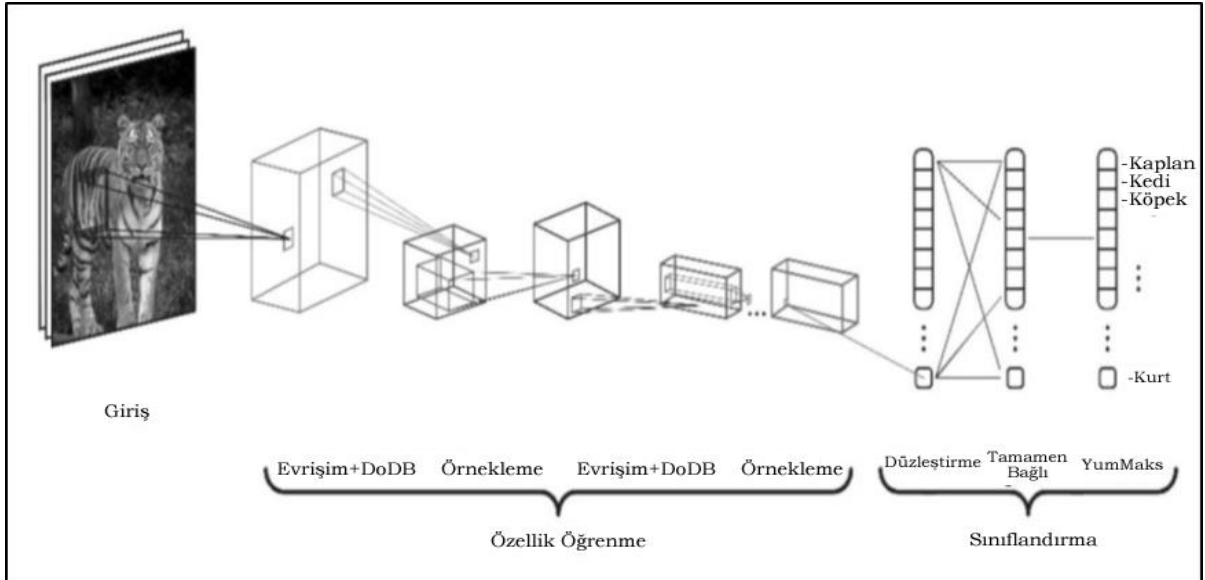 -Kaplan
-Kedi
-Köpek
-Kurt
Giriş
Evrişim+DoDB Örnekleme Evrişim+DoDB Örnekleme
Düzleştirme Tamamen Bağlı YumMaks
Özellik Öğrenme
Sınıflandırma